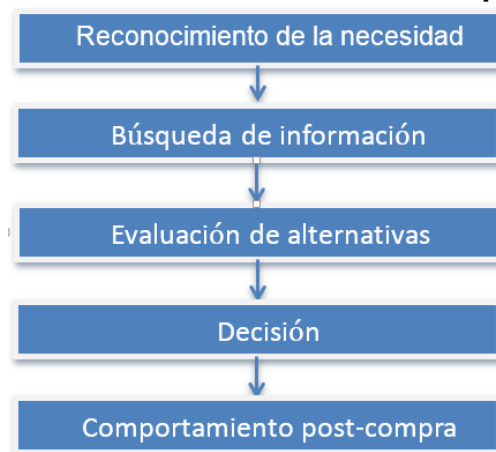 Reconocimiento de la necesidad
Búsqueda de información
Evaluación de alternativas
Decisión
Comportamiento post-compra